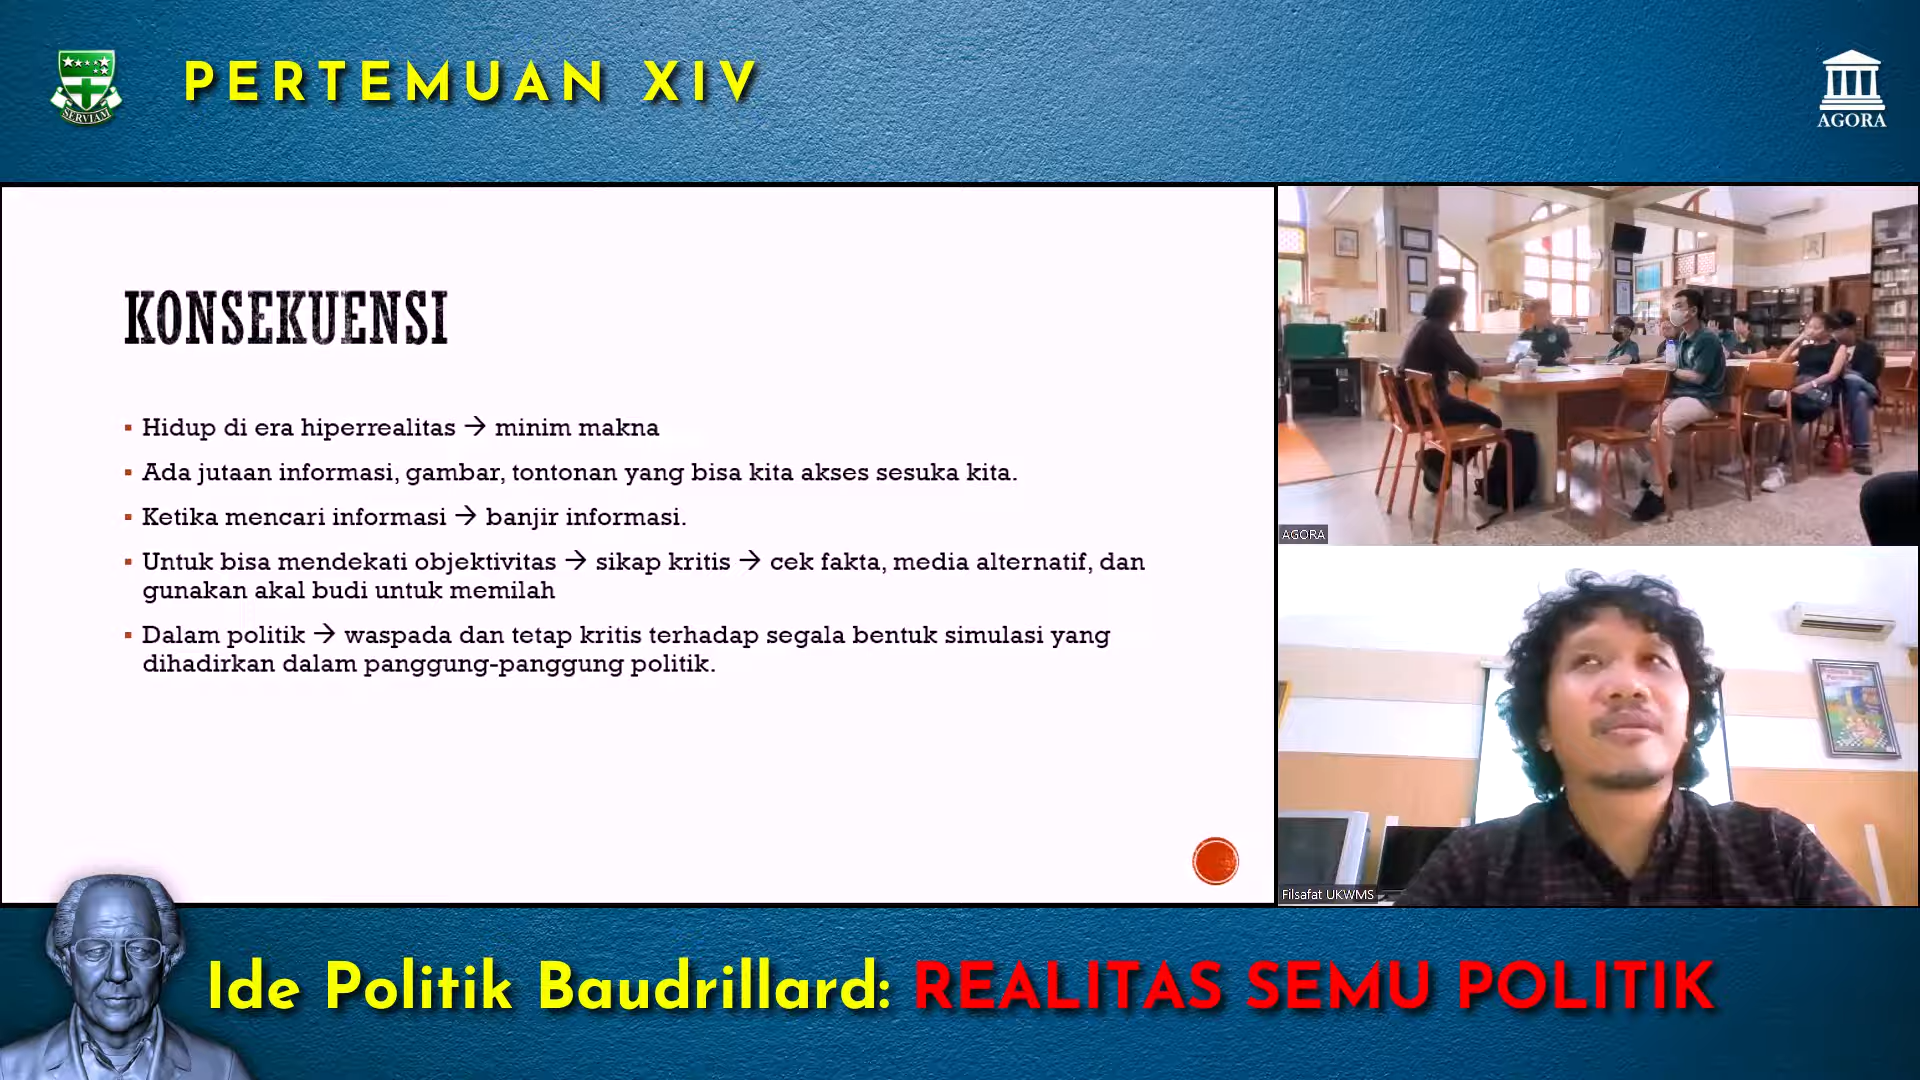 PERTEMUAN XIV
SERVIAM
AGORA
KONSEKUENSI
▪ Hidup di era hiperrealitas → minim makna
▪ Ada jutaan informasi, gambar, tontonan yang bisa kita akses sesuka kita.
▪ Ketika mencari informasi → banjir informasi.
▪ Untuk bisa mendekati objektivitas → sikap kritis → cek fakta, media alternatif, dan
gunakan akal budi untuk memilah
▪ Dalam politik → waspada dan tetap kritis terhadap segala bentuk simulasi yang
dihadirkan dalam panggung-panggung politik.
AGORA
Filsafat UKWMS
Ide Politik Baudrillard: REALITAS SEMU POLITIK